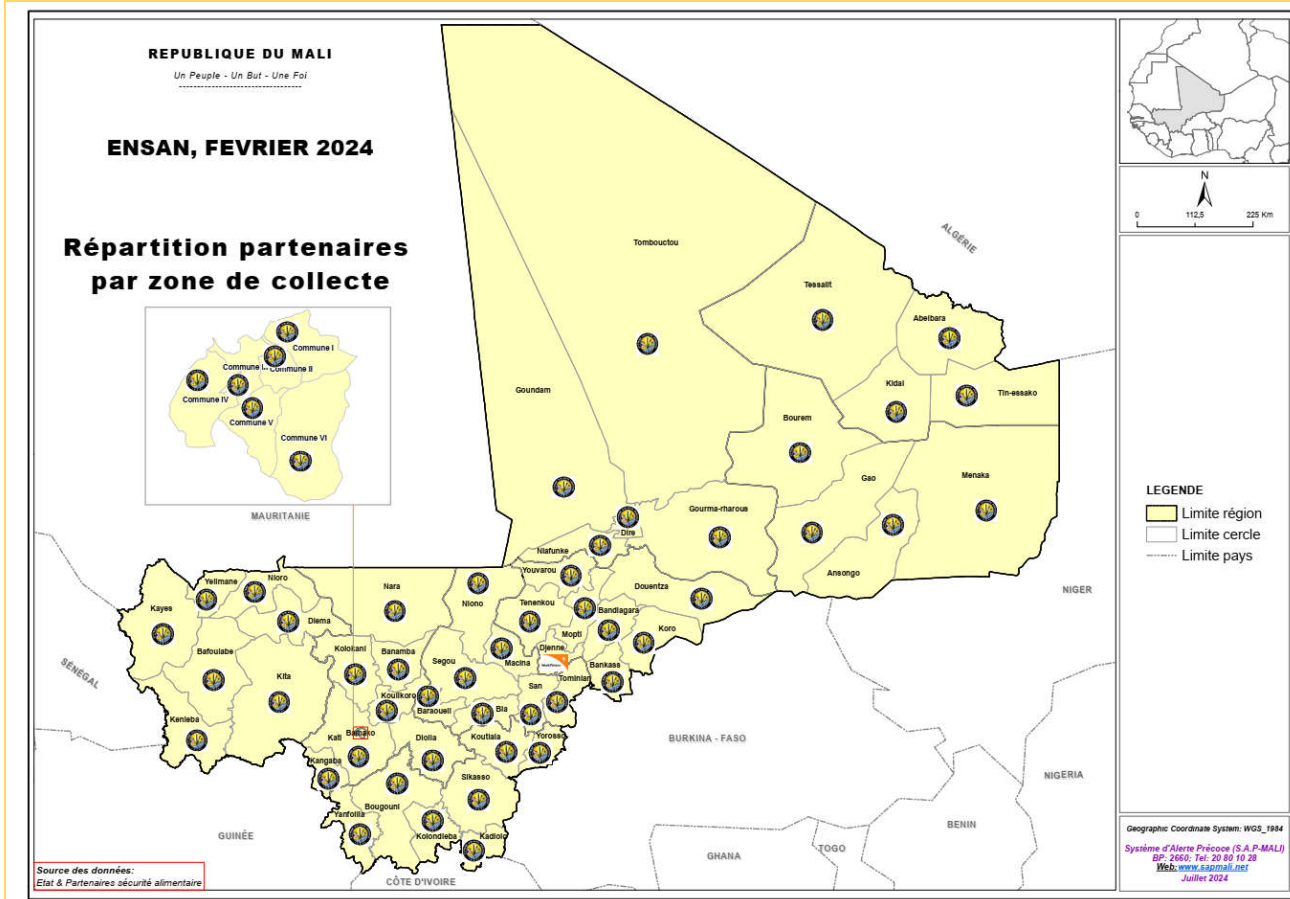 REPUBLIQUE DU MALI
Un Peuple - Un But - Une Foi
ENSAN, FEVRIER 2024
Répartition partenaires
par zone de collecte
Commune I
Commune II
Commune IV
Commune V
Commune VI
MAURITANIE
ALGÉRIE
Tombouctou
Tessalit
Abeibara
Goundam
Kidal
Tin-essako
Bourem
Gao
Menaka
Gourma-rharous
Dire
Niafunke
Ansongo
Youvarou
Douentza
NIGER
Yelimane
Nioro
Nara
Niono
Tenenkou
Bandiagara
Kayes
Diema
Mopti
Koro
Bafoulabe
Kolokani
Banamba
Segou
Macina
Djenne
Bankass
SÉNÉGAL
Kita
San
Tominian
Kenieba
Koulikoro
Baraoueli
Bla
Kati
Bamako
Dioila
Koutiala
Yorosso
BURKINA - FASO
Kangaba
Sikasso
NIGERIA
Bougouni
Yanfolila
Kolondieba
Kadiolo
GUINÉE
BENIN
TOGO
GHANA
CÔTE D'IVOIRE
Source des données:
Etat & Partenaires sécurité alimentaire
N
0 112,5 225 Km
LEGENDE
Limite région
Limite cercle
Limite pays
Geographic Coordinate System: WGS_1984
Système d'Alerte Précoce (S.A.P-MALI)
BP: 2660; Tel: 20 80 10 28
Web: www.sapmali.net
Juillet 2024